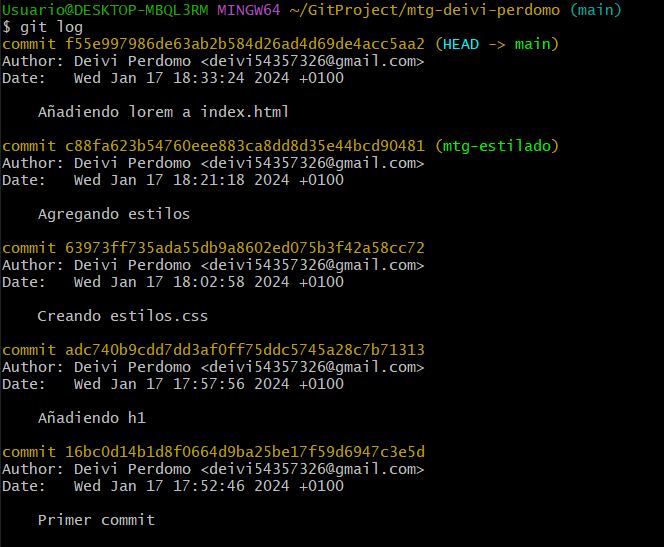 Usuario@DESKTOP-MBQL3RM MINGW64 ~/GitProject/mtg-deivi-perdomo (main)
$ git log
commit f55e997986de63ab2b584d26ad4d69de4acc5aa2 (HEAD -> main)
Author: Deivi Perdomo <deivi54357326@gmail.com>
Date:   Wed Jan 17 18:33:24 2024 +0100
Añadiendo lorem a index.html
commit c88fa623b54760eee883ca8dd8d35e44bcd90481 (mtg-estilado)
Author: Deivi Perdomo <deivi54357326@gmail.com>
Date:   Wed Jan 17 18:21:18 2024 +0100
Agregando estilos
commit 63973ff735ada55db9a8602ed075b3f42a58cc72
Author: Deivi Perdomo <deivi54357326@gmail.com>
Date:   Wed Jan 17 18:02:58 2024 +0100
Creando estilos.css
commit adc740b9cdd7dd3af0ff75ddc5745a28c7b71313
Author: Deivi Perdomo <deivi54357326@gmail.com>
Date:   Wed Jan 17 17:57:56 2024 +0100
Añadiendo h1
commit 16bc0d14b1d8f0664d9ba25be17f59d6947c3e5d
Author: Deivi Perdomo <deivi54357326@gmail.com>
Date:   Wed Jan 17 17:52:46 2024 +0100
Primer commit